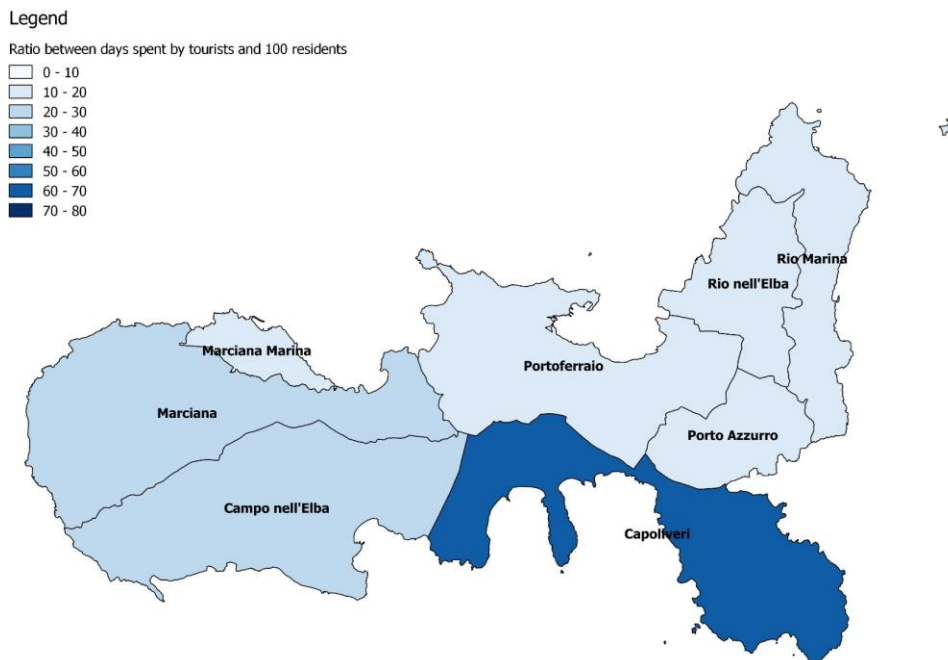 Legend
Ratio between days spent by tourists and 100 residents
0 - 10
10 - 20
20 - 30
30 - 40
40 - 50
50 - 60
60 - 70
70 - 80
Rio Marina
Rio nell'Elba
Marciana Marina
Portoferraio
Marciana
Porto Azzurro
Campo nell'Elba
Capoliveri